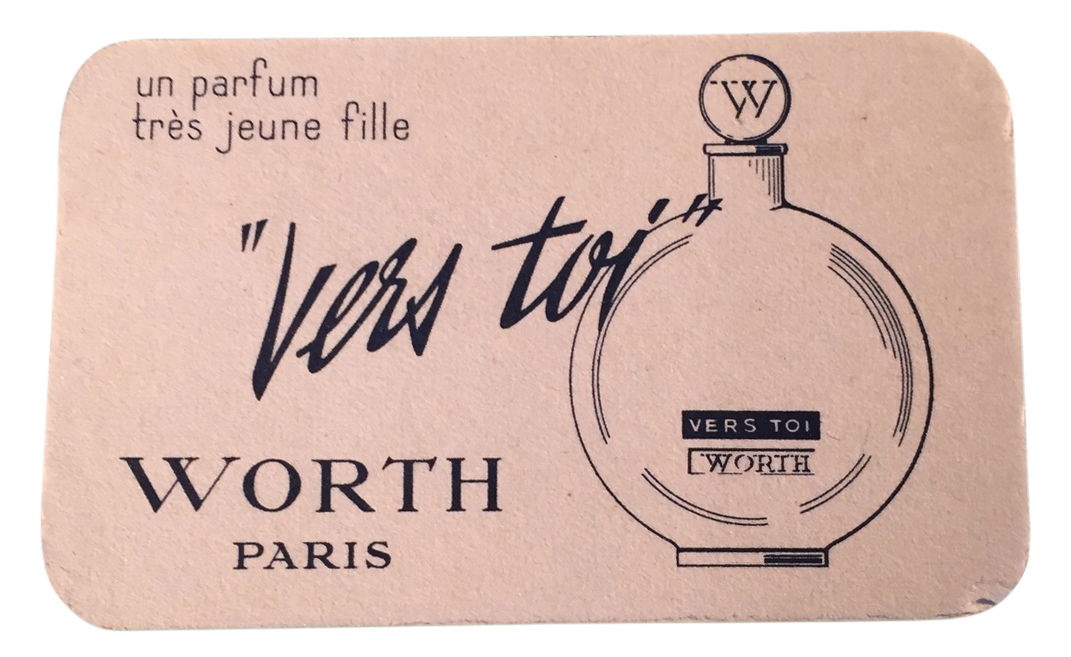 un parfum
très jeune fille
"Vers toi"
WORTH
PARIS
W
VERS TOI
WORTH